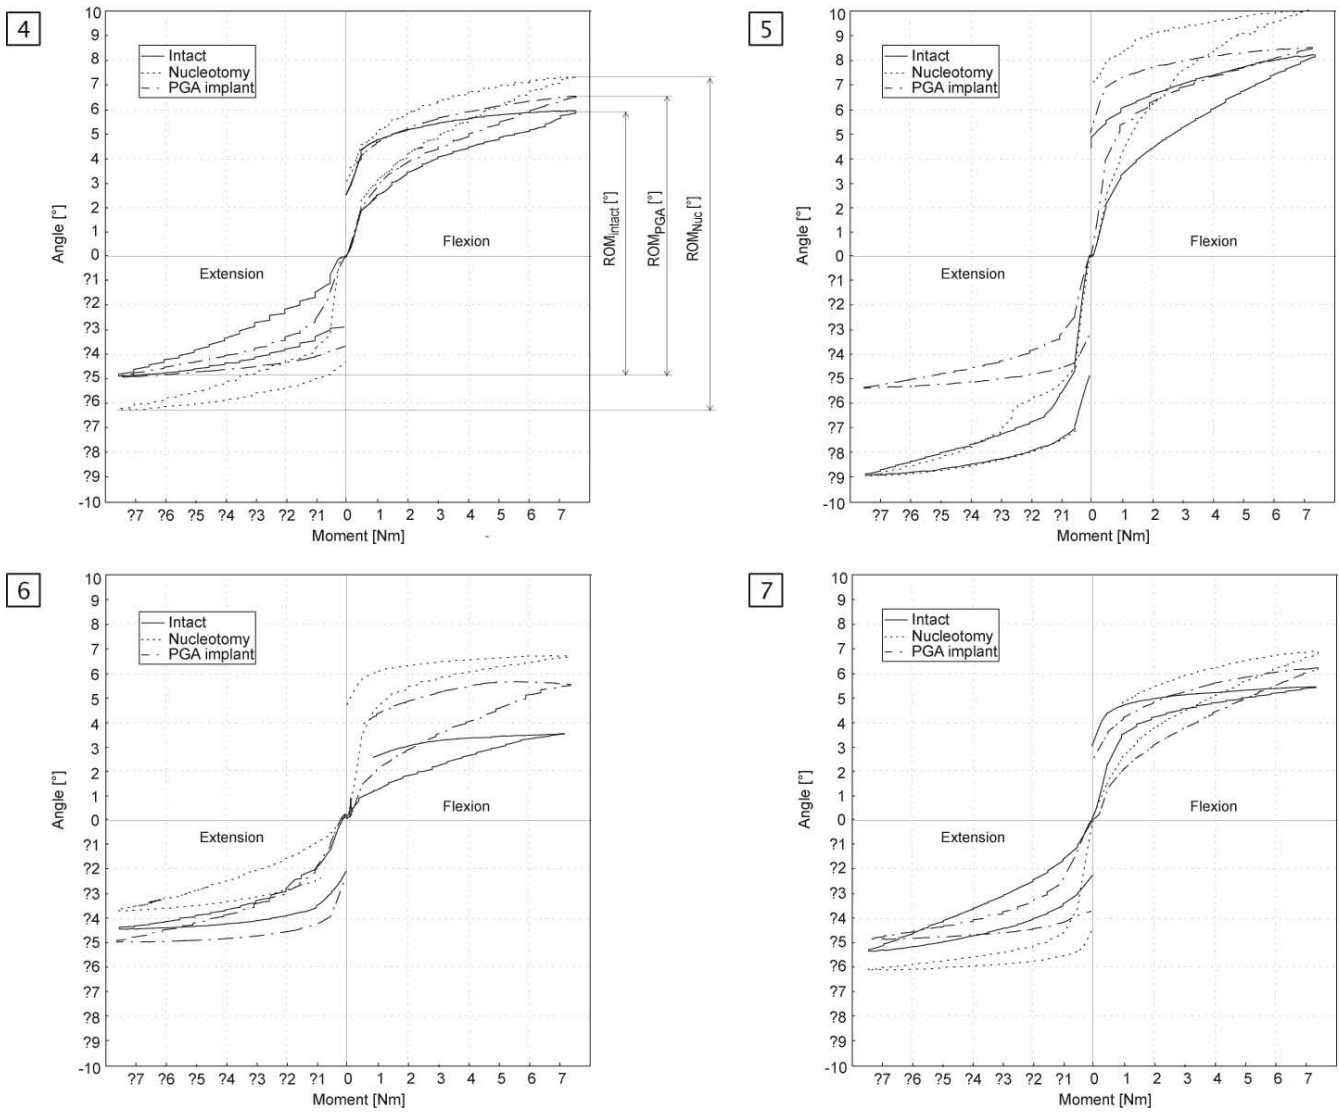 4
10
9
8
7
6
5
4
3
2
1
0
?1
?2
?3
?4
?5
?6
?7
?8
?9
-10
Angle [°]
Intact
Nucleotomy
PGA implant
Flexion
Extension
ROMintact [°]
ROMPGA [°]
ROMNuc [°]
?7 ?6 ?5 ?4 ?3 ?2 ?1 0 1 2 3 4 5 6 7
Moment [Nm]
5
10
9
8
7
6
5
4
3
2
1
0
?1
?2
?3
?4
?5
?6
?7
?8
?9
-10
Angle [°]
Intact
Nucleotomy
PGA implant
Flexion
Extension
?7 ?6 ?5 ?4 ?3 ?2 ?1 0 1 2 3 4 5 6 7
Moment [Nm]
6
10
9
8
7
6
5
4
3
2
1
0
?1
?2
?3
?4
?5
?6
?7
?8
?9
-10
Angle [°]
Intact
Nucleotomy
PGA implant
Flexion
Extension
?7 ?6 ?5 ?4 ?3 ?2 ?1 0 1 2 3 4 5 6 7
Moment [Nm]
7
10
9
8
7
6
5
4
3
2
1
0
?1
?2
?3
?4
?5
?6
?7
?8
?9
-10
Angle [°]
Intact
Nucleotomy
PGA implant
Flexion
Extension
?7 ?6 ?5 ?4 ?3 ?2 ?1 0 1 2 3 4 5 6 7
Moment [Nm]